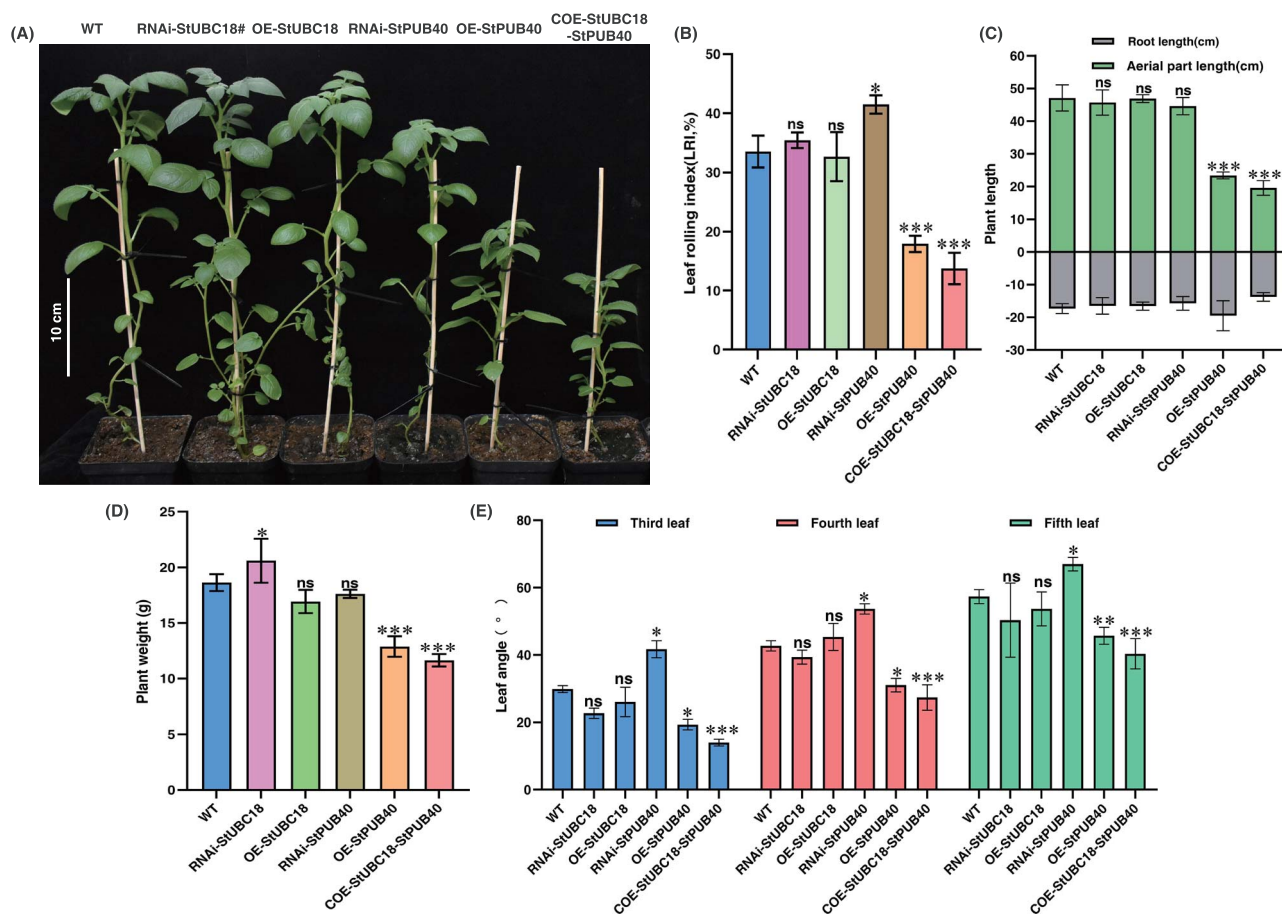 (A)
WT RNAi-StUBC18# OE-StUBC18 RNAi-StPUB40 OE-StPUB40 COE-StUBC18
-StPUB40
10 cm
(B)
Leaf rolling index(LRI,%)
50
40
30
20
10
0
ns
ns
*
***
***
WT
RNAi-StUBC18
OE-StUBC18
RNAi-StPUB40
OE-StPUB40
COE-StUBC18-StPUB40
(C)
Root length(cm)
Aerial part length(cm)
Plant length
60
50
40
30
20
10
0
-10
-20
-30
ns
ns
ns
***
***
WT
RNAi-StUBC18
OE-StUBC18
RNAi-StSPUB40
OE-StPUB40
COE-StUBC18-StPUB40
(D)
Plant weight (g)
25
20
15
10
5
0
*
ns
ns
***
***
WT
RNAi-StUBC18
OE-StUBC18
RNAi-StPUB40
OE-StPUB40
COE-StUBC18-StPUB40
(E)
Third leaf
Fourth leaf
Fifth leaf
Leaf angle ( ° )
80
60
40
20
0
ns
ns
*
*
***
ns
ns
*
*
***
ns
ns
*
**
***
WT
RNAi-StUBC18
OE-StUBC18
RNAi-StPUB40
OE-StPUB40
COE-StUBC18-StPUB40
WT
RNAi-StUBC18
OE-StUBC18
RNAi-StPUB40
OE-StPUB40
COE-StUBC18-StPUB40
WT
RNAi-StUBC18
OE-StUBC18
RNAi-StPUB40
OE-StPUB40
COE-StUBC18-StPUB40